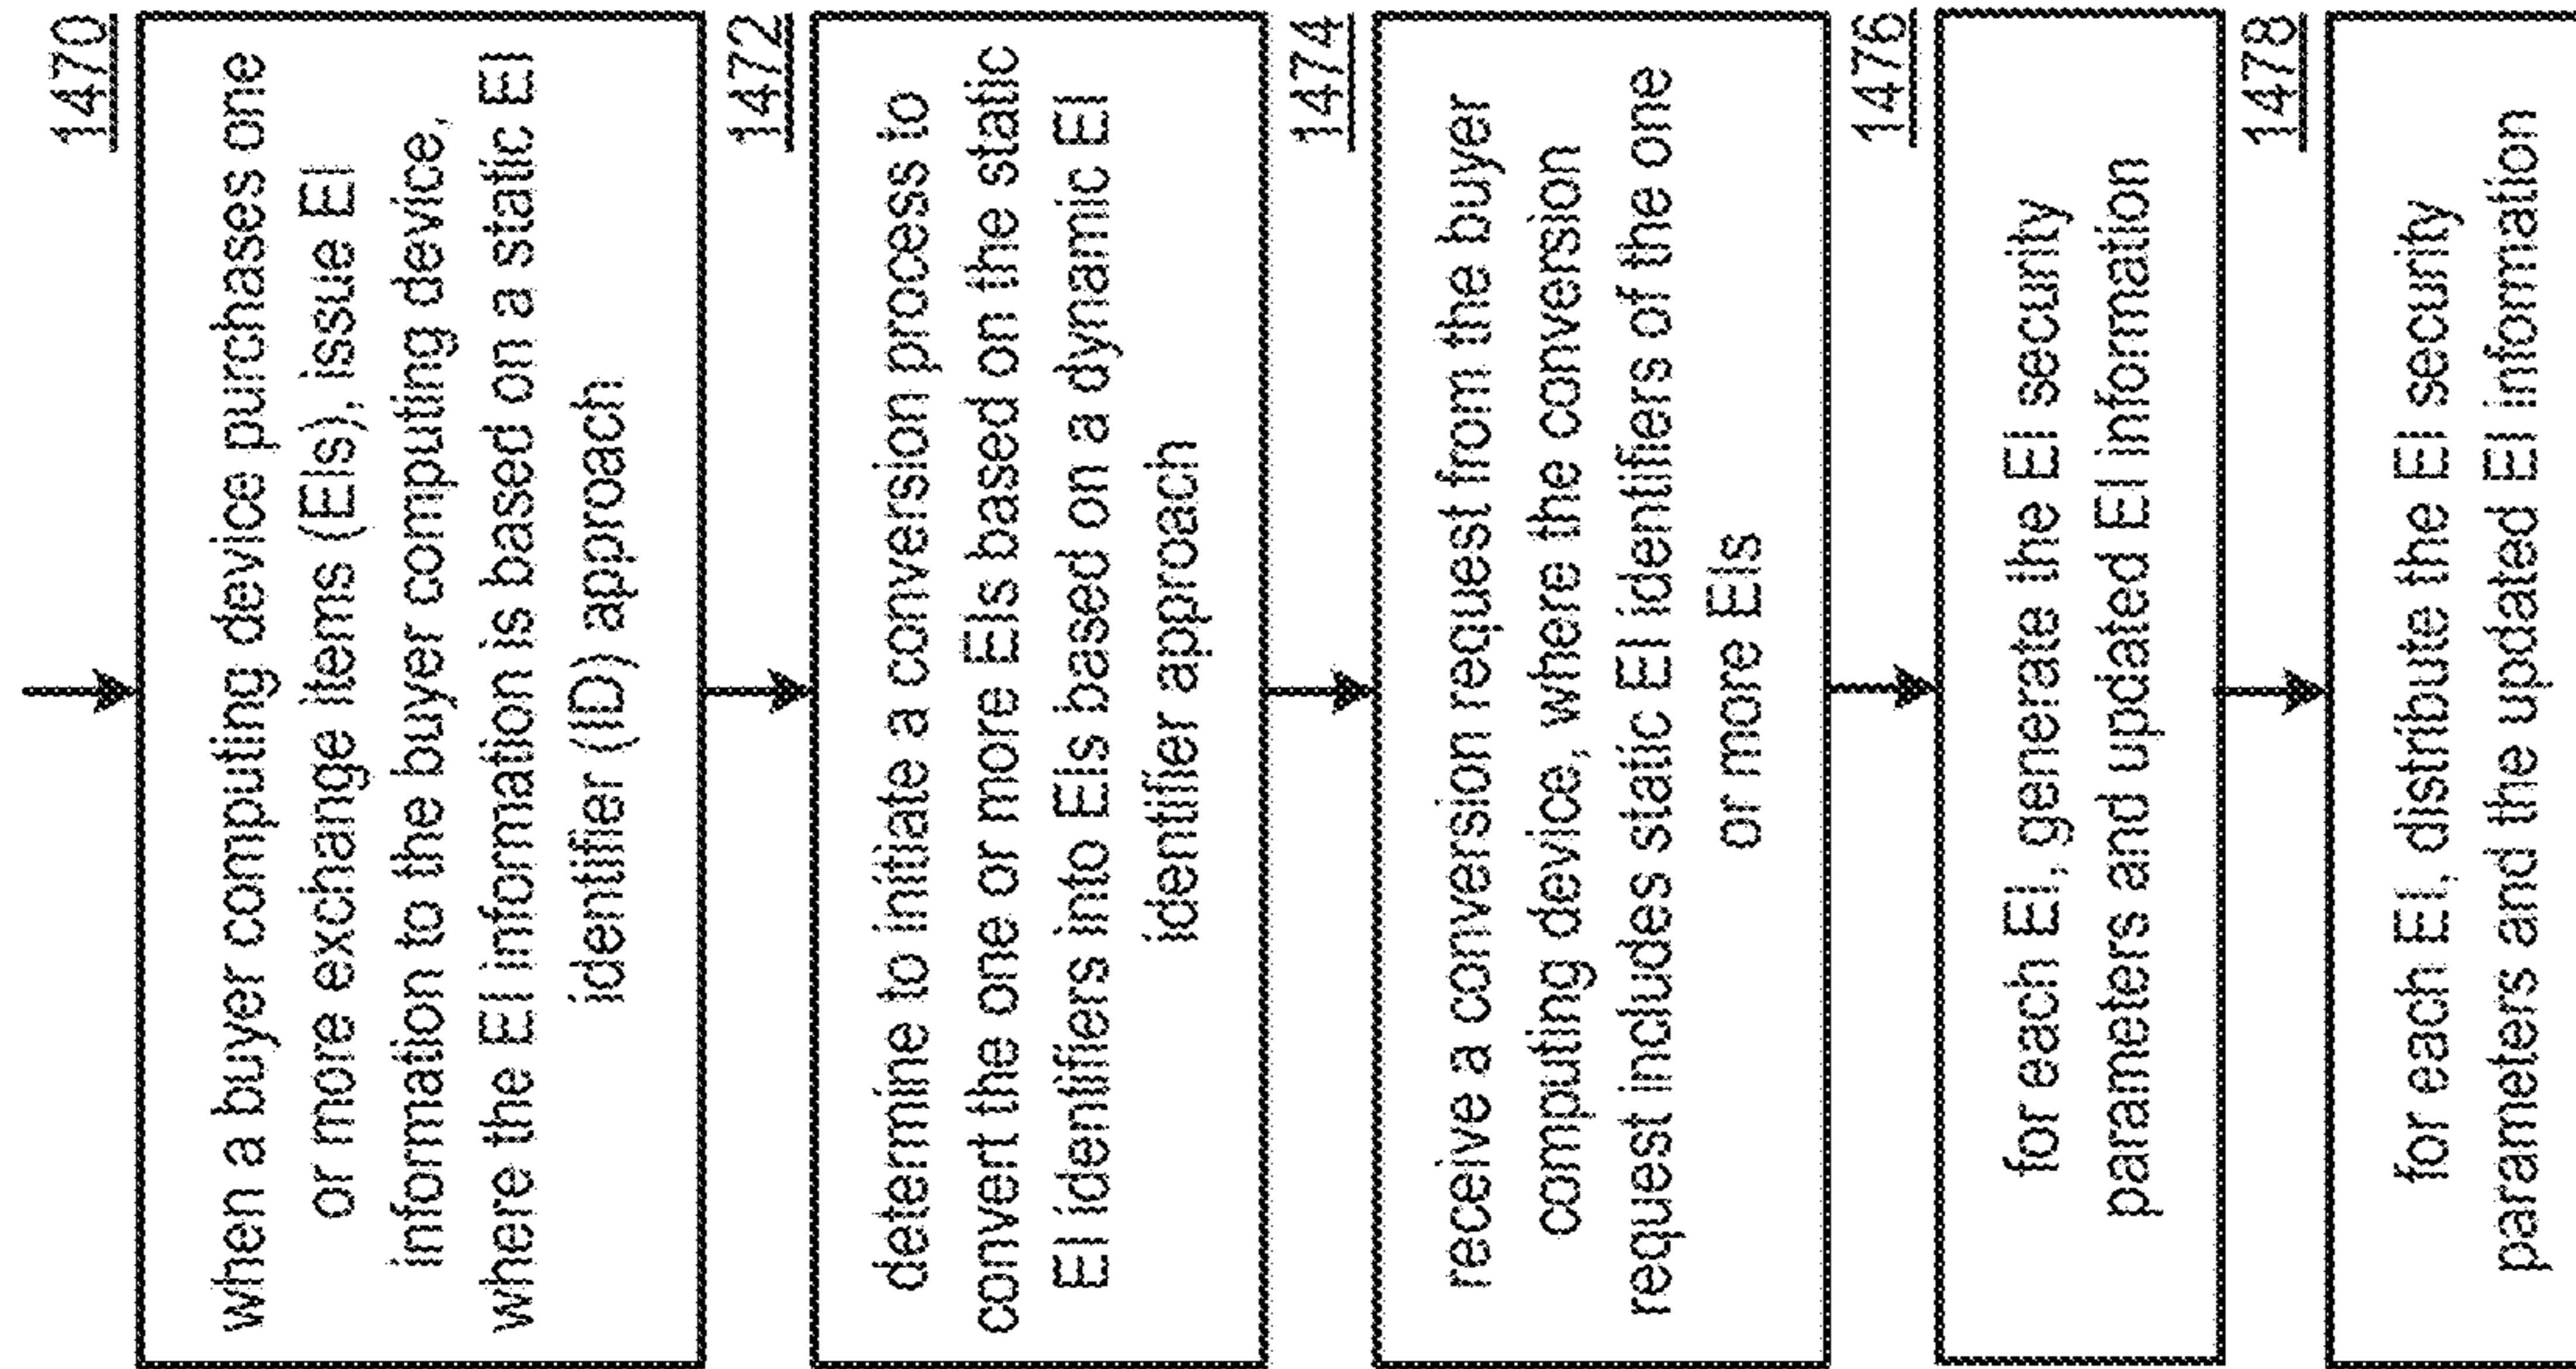 1470
when a buyer computing device purchases one
or more exchange items (EIs), issue EI
information to the buyer computing device,
where the EI information is based on a static EI
identifier (ID) approach
1472
determine to initiate a conversion process to
convert the one or more EIs based on the static
EI identifiers into EIs based on a dynamic EI
identifier approach
1474
receive a conversion request from the buyer
computing device, where the conversion
request includes static EI identifiers of the one
or more EIs
1476
for each EI, generate the EI security
parameters and updated EI information
1478
for each EI, distribute the EI security
parameters and the updated EI information